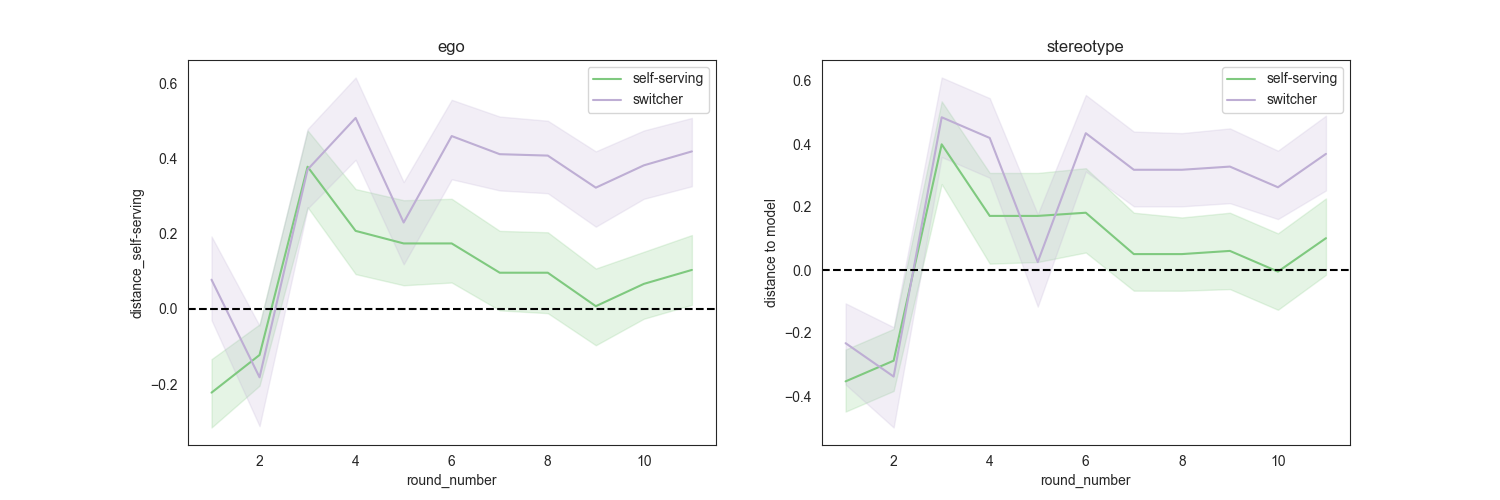 ego
self-serving
switcher
distance_self-serving
0.6
0.4
0.2
0.0
−0.2
2
4
6
8
10
round_number
stereotype
self-serving
switcher
distance to model
0.6
0.4
0.2
0.0
−0.2
−0.4
2
4
6
8
10
round_number